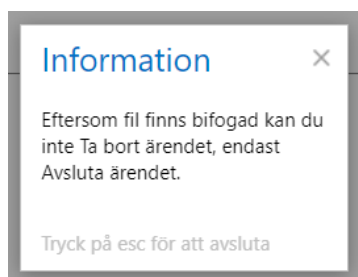 Information
Eftersom fil finns bifogad kan du
inte Ta bort ärendet, endast
Avsluta ärendet.
Tryck på esc för att avsluta